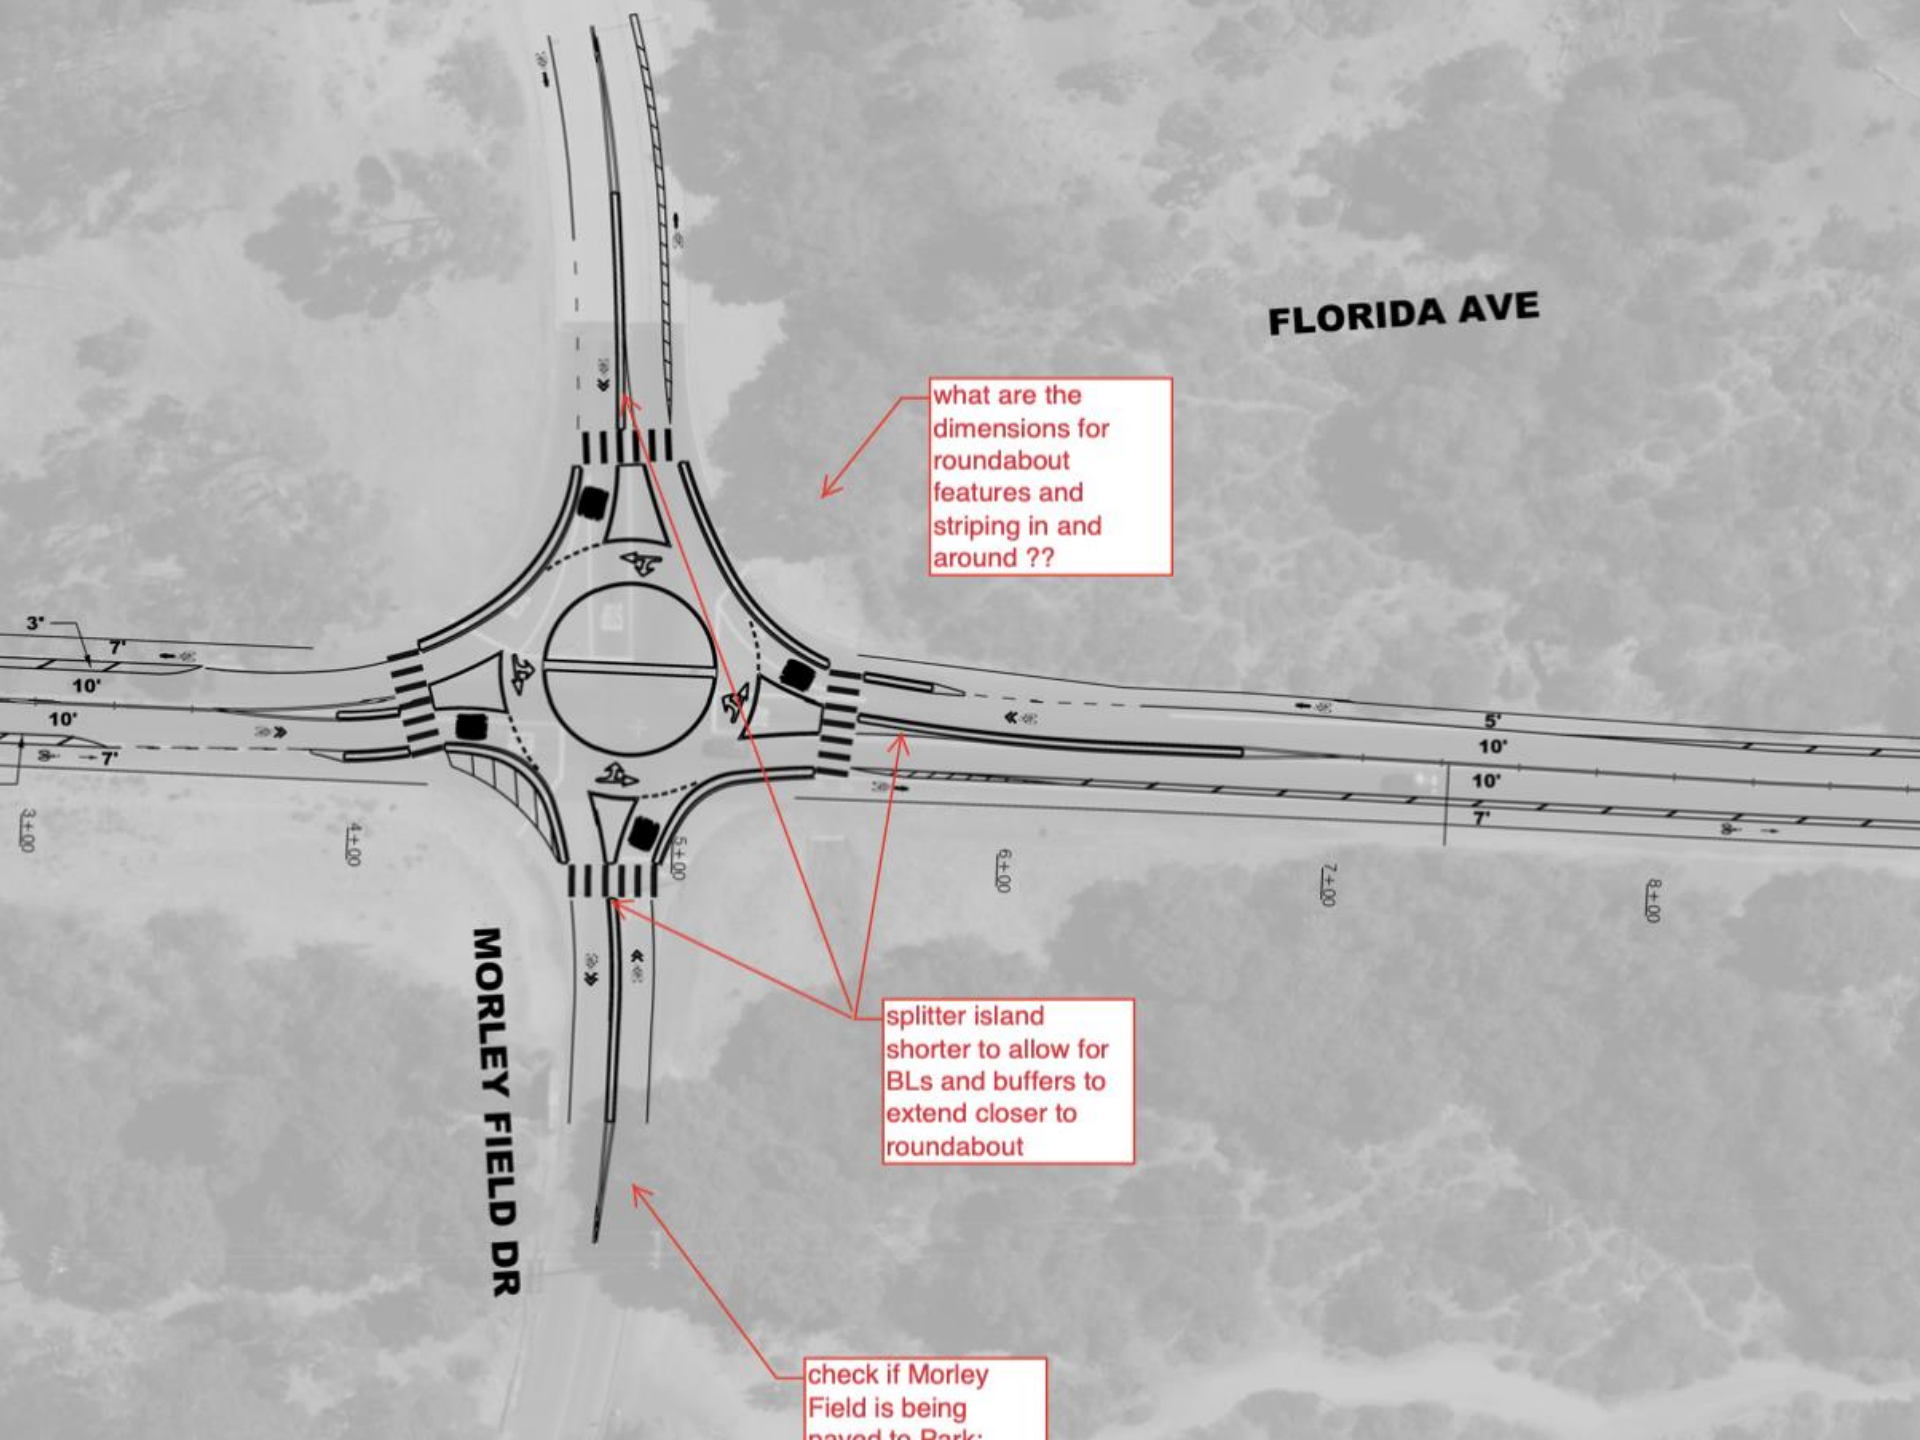 FLORIDA AVE
what are the
dimensions for
roundabout
features and
striping in and
around ??
3'
7'
10'
10'
7'
5'
10'
10'
7'
3+00
4+00
5+00
6+00
7+00
8+00
MORLEY FIELD DR
splitter island
shorter to allow for
BLs and buffers to
extend closer to
roundabout
check if Morley
Field is being
paved to Park;